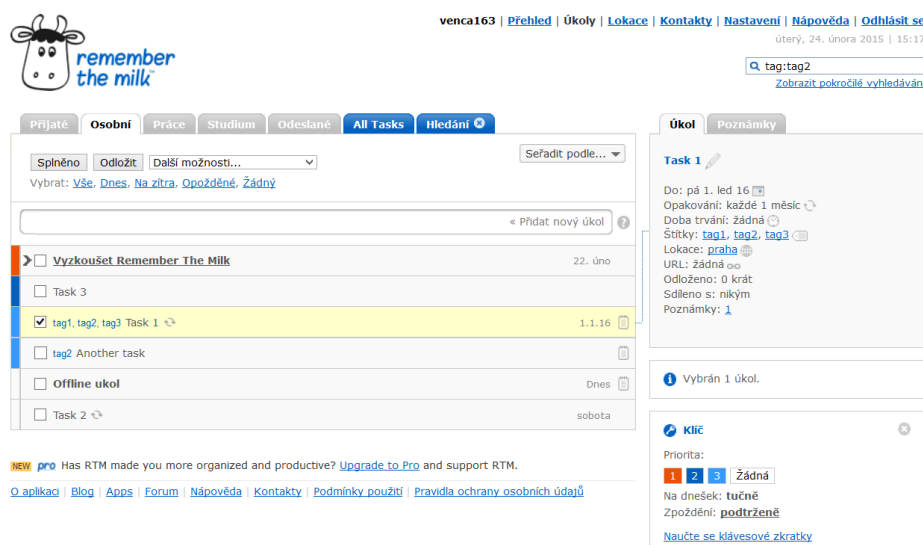 venca163 | Přehled | Úkoly | Lokace | Kontakty | Nastavení | Nápověda | Odhlásit se
úterý, 24. února 2015 | 15:17
remember
the milk™
tag:tag2
Zobrazit pokročilé vyhledáván
Přijaté Osobní Práce Studium Odeslané All Tasks Hledání
Splněno Odložit Další možnosti... Seřadit podle...
Vybrat: Vše, Dnes, Na zítra, Opožděné, Žádný
« Přidat nový úkol
Vyzkoušet Remember The Milk 22. úno
Task 3
tag1, tag2, tag3 Task 1 1.1.16
tag2 Another task
Offline ukol Dnes
Task 2 sobota
NEW pro Has RTM made you more organized and productive? Upgrade to Pro and support RTM.
O aplikaci | Blog | Apps | Forum | Nápověda | Kontakty | Podmínky použití | Pravidla ochrany osobních údajů
Úkol Poznámky
Task 1
Do: pá 1. led 16
Opakování: každé 1 měsíc
Doba trvání: žádná
Štítky: tag1, tag2, tag3
Lokace: praha
URL: žádná
Odloženo: 0 krát
Sdíleno s: nikým
Poznámky: 1
Vybrán 1 úkol.
Klíč
Priorita:
1 2 3 Žádná
Na dnešek: tučně
Zpoždění: podtrženě
Naučte se klávesové zkratky